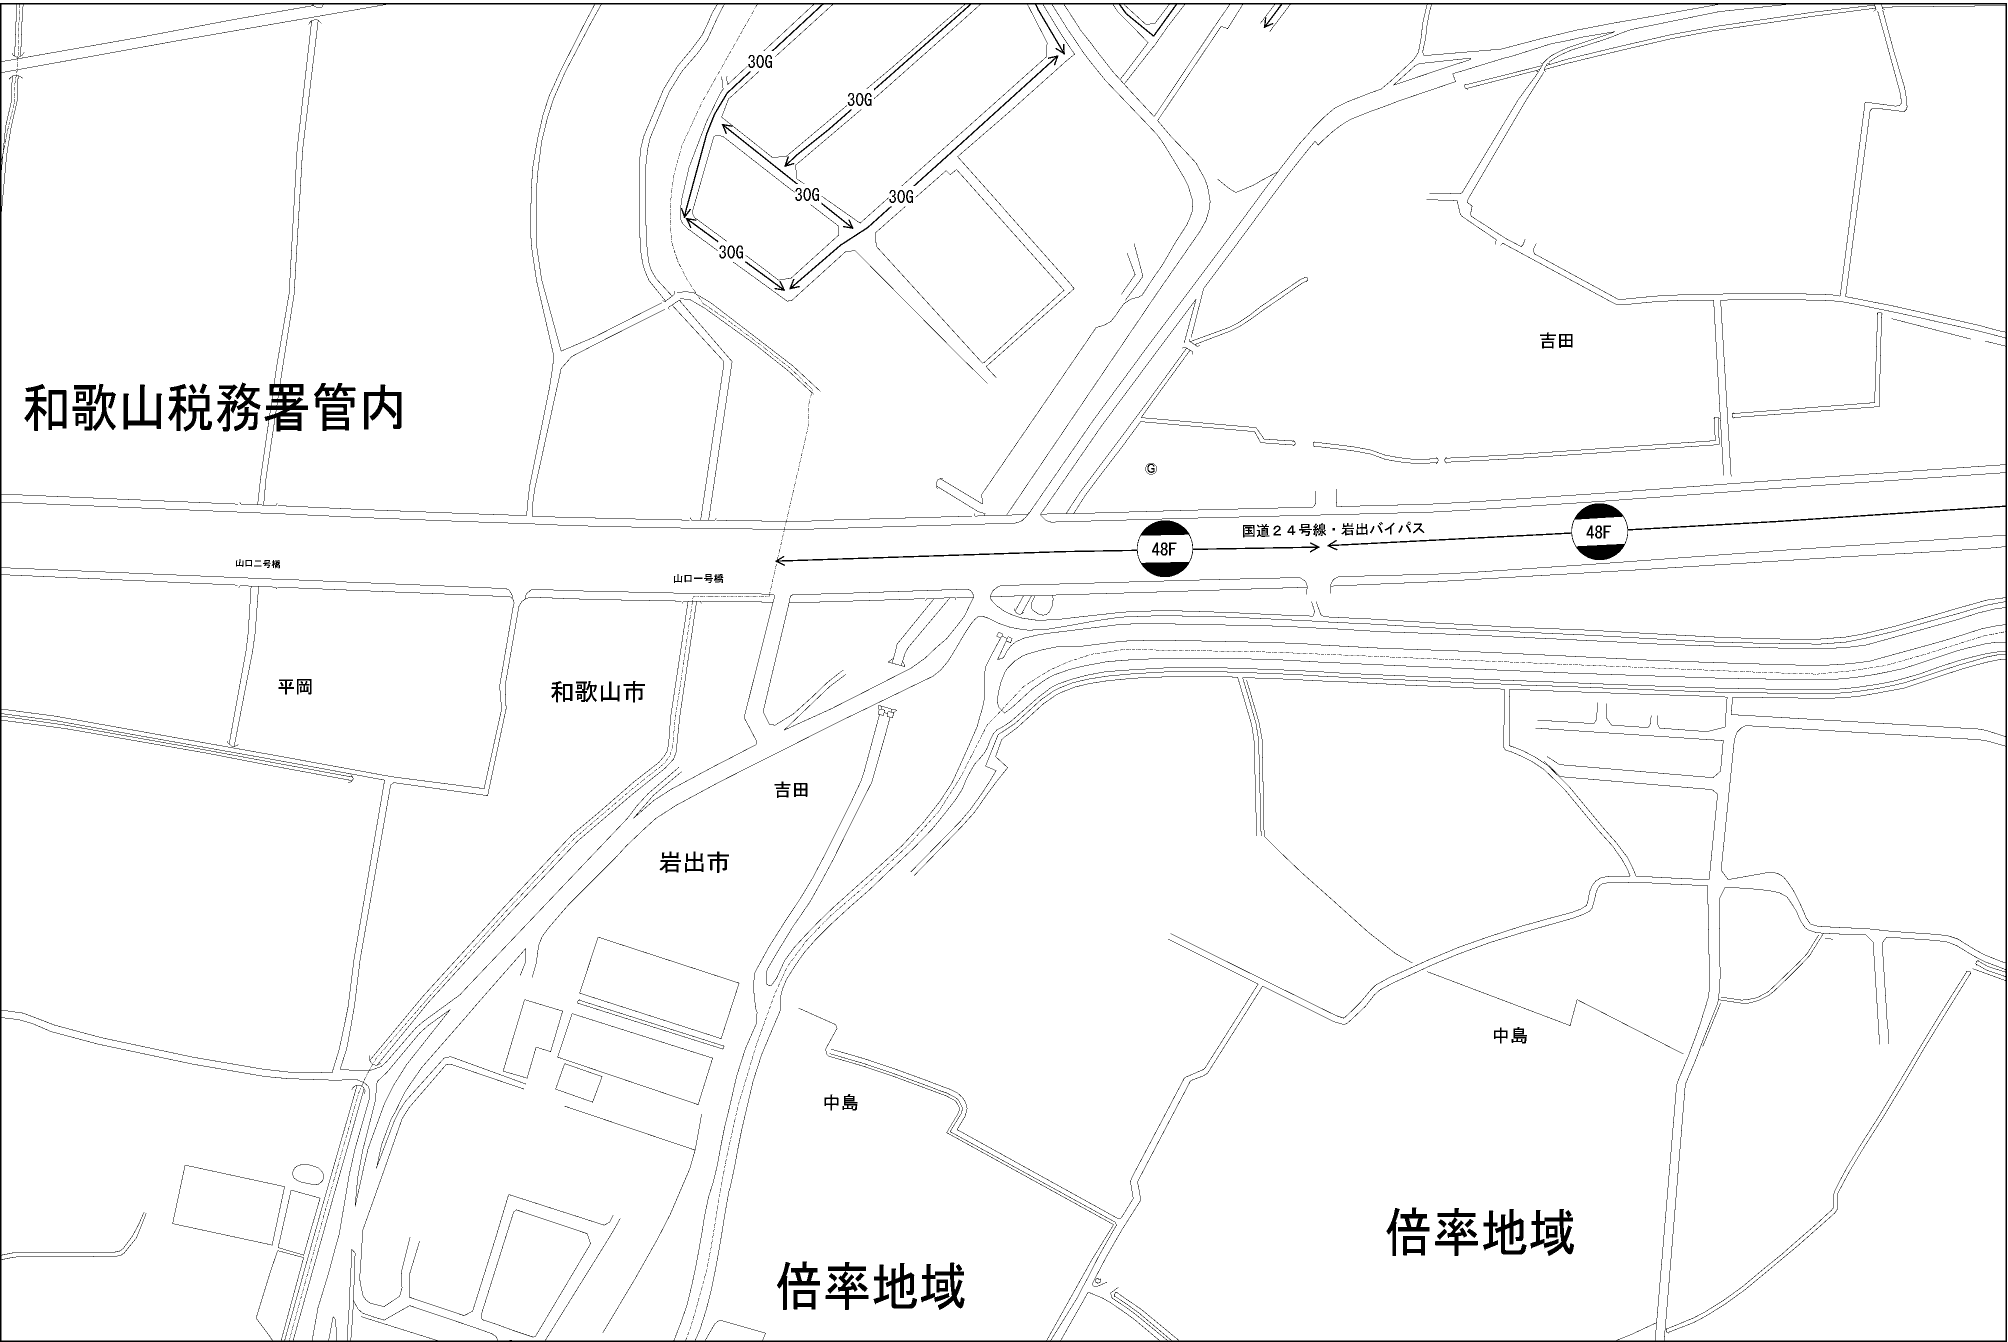 30G
30G
30G
30G
30G
吉田
和歌山税務署管内
G
国道24号線・岩出バイパス
48F
48F
山口二号橋
山口一号橋
平岡
和歌山市
吉田
岩出市
中島
中島
倍率地域
倍率地域